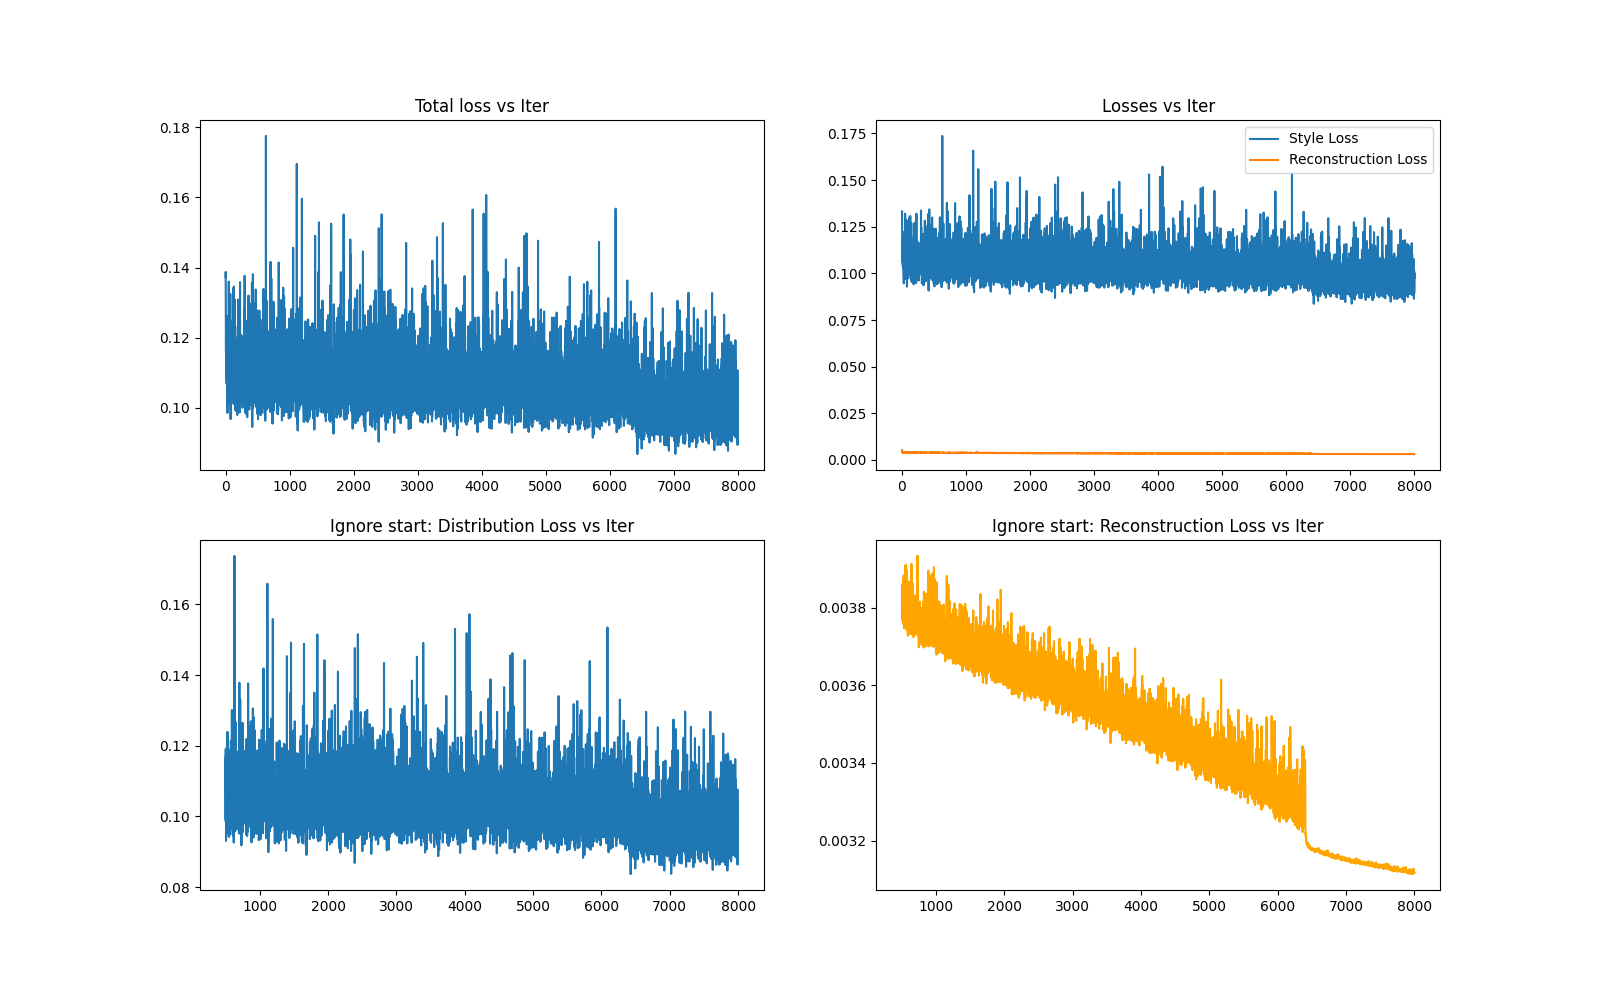 Total loss vs Iter
0.18
0.16
0.14
0.12
0.10
0 1000 2000 3000 4000 5000 6000 7000 8000
Losses vs Iter
Style Loss
Reconstruction Loss
0.175
0.150
0.125
0.100
0.075
0.050
0.025
0.000
0 1000 2000 3000 4000 5000 6000 7000 8000
Ignore start: Distribution Loss vs Iter
0.16
0.14
0.12
0.10
0.08
1000 2000 3000 4000 5000 6000 7000 8000
Ignore start: Reconstruction Loss vs Iter
0.0038
0.0036
0.0034
0.0032
1000 2000 3000 4000 5000 6000 7000 8000